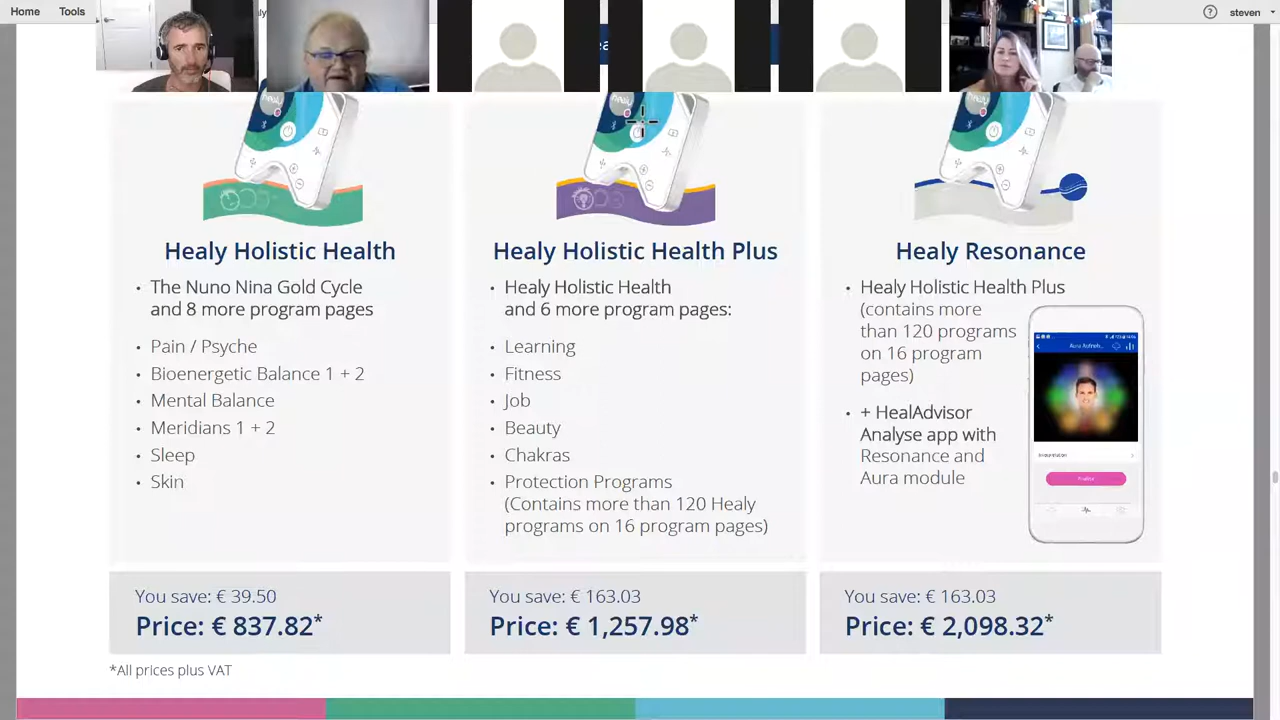 Home Tools
steven
healy
healy
healy
Healy Holistic Health
• The Nuno Nina Gold Cycle
and 8 more program pages
• Pain / Psyche
• Bioenergetic Balance 1 + 2
• Mental Balance
• Meridians 1 + 2
• Sleep
• Skin
You save: € 39.50
Price: € 837.82*
Healy Holistic Health Plus
• Healy Holistic Health
and 6 more program pages:
• Learning
• Fitness
• Job
• Beauty
• Chakras
• Protection Programs
(Contains more than 120 Healy
programs on 16 program pages)
You save: € 163.03
Price: € 1,257.98*
Healy Resonance
• Healy Holistic Health Plus
(contains more
than 120 programs
on 16 program
pages)
• + HealAdvisor
Analyse app with
Resonance and
Aura module
You save: € 163.03
Price: € 2,098.32*
*All prices plus VAT